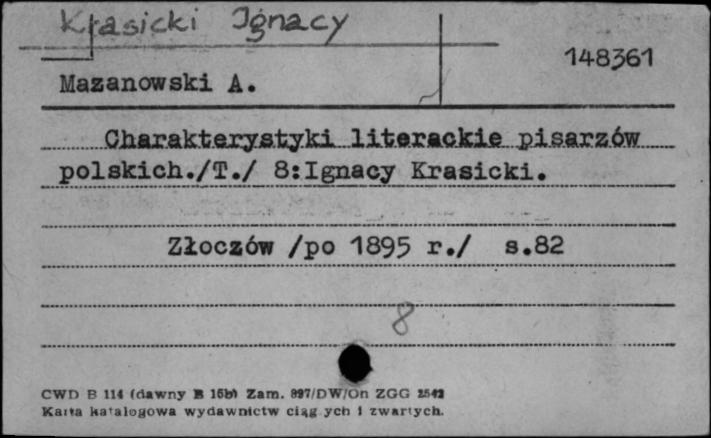 Krasicki Ignacy
148361
Mazanowski A.
Charakterystyki literackie pisarzów
polskich./T./ 8:Ignacy Krasicki.
Złoczów /po 1895 r./ s.82
8
CWD B 114 (dawny B 16b) Zam. 897/DW/On ZGG 2542
Karta katalogowa wydawnictw ciągłych i zwartych.